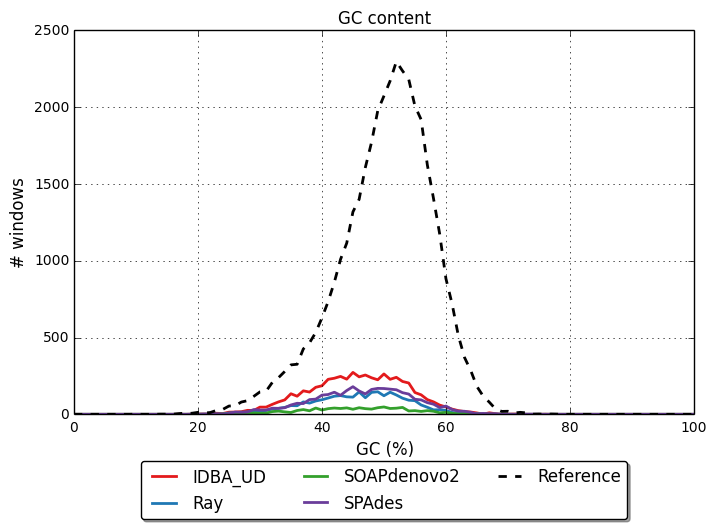 GC content
2500
2000
1500
1000
500
0
0 20 40 60 80 100
# windows
GC (%)
IDBA_UD SOAPdenovo2 Reference
Ray SPAdes